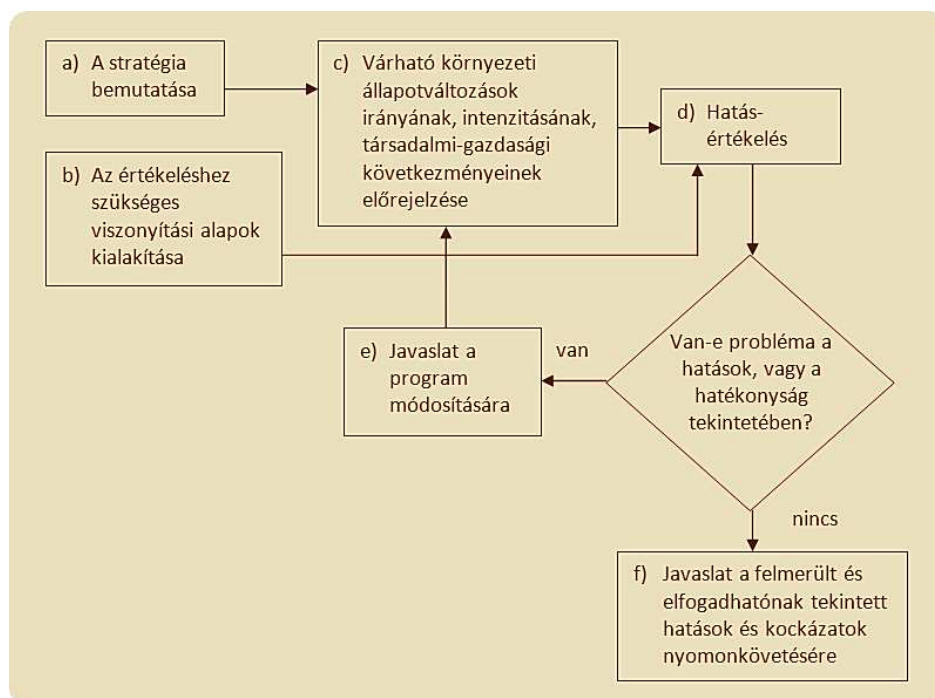 a) A stratégia
bemutatása
b) Az értékeléshez
szükséges
viszonyítási alapok
kialakítása
c) Várható környezeti
állapotváltozások
irányának, intenzitásának,
társadalmi-gazdasági
következményeinek
előrejelzése
d) Hatás-
értékelés
Van-e probléma a
hatások, vagy a
hatékonyság
tekintetében?
van
e) Javaslat a
program
módosítására
nincs
f) Javaslat a felmerült és
elfogadhatónak tekintett
hatások és kockázatok
nyomonkövetésére